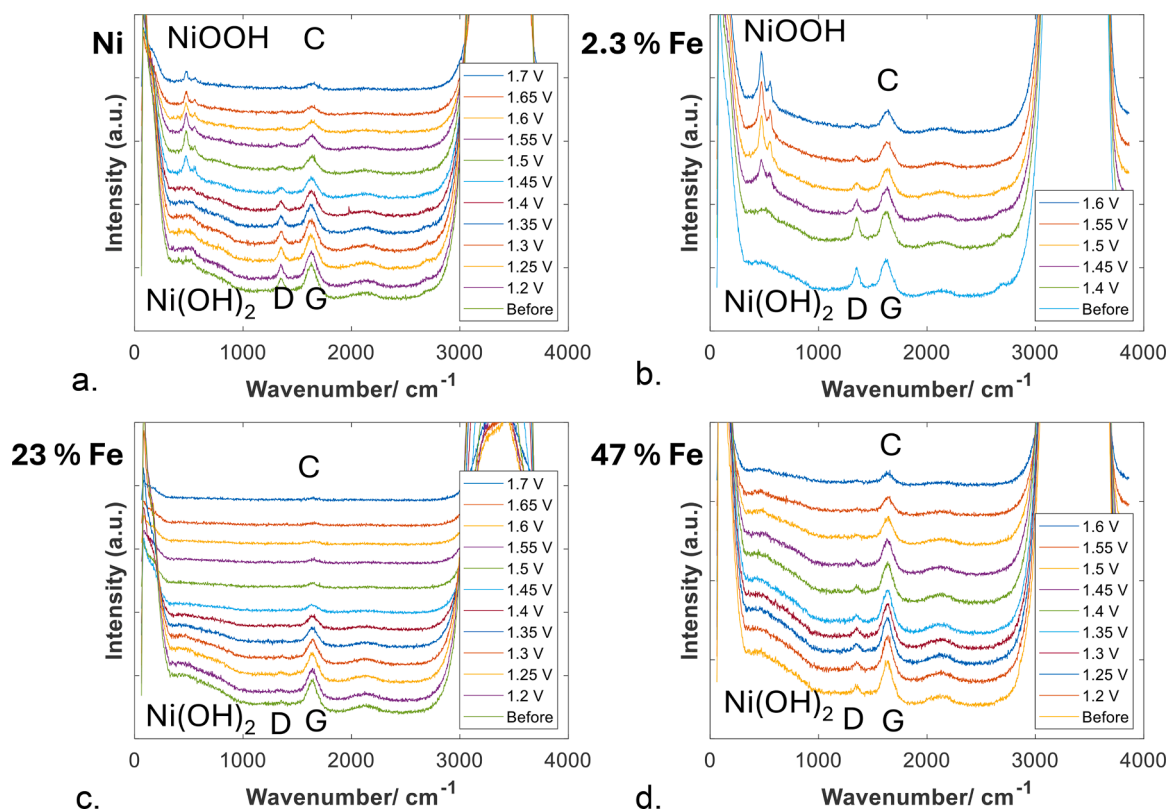 Ni
NiOOH
C
1.7 V
1.65 V
1.6 V
1.55 V
1.5 V
1.45 V
1.4 V
1.35 V
1.3 V
1.25 V
1.2 V
Before
Ni(OH)2
D
G
Intensity (a.u.)
0 1000 2000 3000 4000
Wavenumber/ cm-1
a.
2.3 % Fe
NiOOH
C
1.6 V
1.55 V
1.5 V
1.45 V
1.4 V
Before
Ni(OH)2
D
G
Intensity (a.u.)
0 1000 2000 3000 4000
Wavenumber/ cm-1
b.
23 % Fe
C
1.7 V
1.65 V
1.6 V
1.55 V
1.5 V
1.45 V
1.4 V
1.35 V
1.3 V
1.25 V
1.2 V
Before
Ni(OH)2
D
G
Intensity (a.u.)
0 1000 2000 3000 4000
Wavenumber/ cm-1
c.
47 % Fe
C
1.6 V
1.55 V
1.5 V
1.45 V
1.4 V
1.35 V
1.3 V
1.25 V
1.2 V
Before
Ni(OH)2
D
G
Intensity (a.u.)
0 1000 2000 3000 4000
Wavenumber/ cm-1
d.